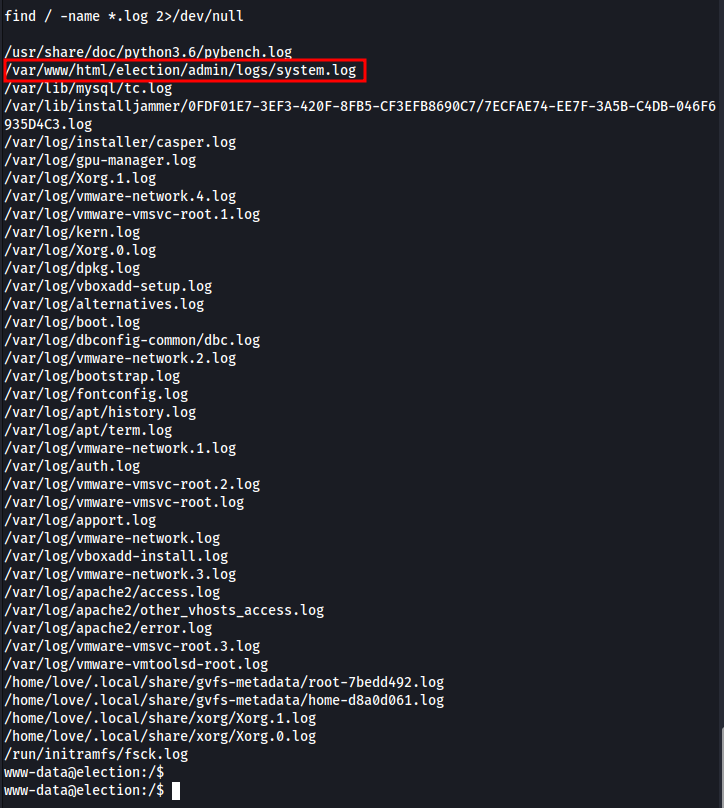 find / -name *.log 2>/dev/null
/usr/share/doc/python3.6/pybench.log
/var/www/html/election/admin/logs/system.log
/var/lib/mysql/tc.log
/var/lib/installjammer/0FDF01E7-3EF3-420F-8FB5-CF3EFB8690C7/7ECFAE74-EE7F-3A5B-C4DB-046F6
935D4C3.log
/var/log/installer/casper.log
/var/log/gpu-manager.log
/var/log/Xorg.1.log
/var/log/vmware-network.4.log
/var/log/vmware-vmsvc-root.1.log
/var/log/kern.log
/var/log/Xorg.0.log
/var/log/dpkg.log
/var/log/vboxadd-setup.log
/var/log/alternatives.log
/var/log/boot.log
/var/log/dbconfig-common/dbc.log
/var/log/vmware-network.2.log
/var/log/bootstrap.log
/var/log/fontconfig.log
/var/log/apt/history.log
/var/log/apt/term.log
/var/log/vmware-network.1.log
/var/log/auth.log
/var/log/vmware-vmsvc-root.2.log
/var/log/vmware-vmsvc-root.log
/var/log/apport.log
/var/log/vmware-network.log
/var/log/vboxadd-install.log
/var/log/vmware-network.3.log
/var/log/apache2/access.log
/var/log/apache2/other_vhosts_access.log
/var/log/apache2/error.log
/var/log/vmware-vmsvc-root.3.log
/var/log/vmware-vmtoolsd-root.log
/home/love/.local/share/gvfs-metadata/root-7bedd492.log
/home/love/.local/share/gvfs-metadata/home-d8a0d061.log
/home/love/.local/share/xorg/Xorg.1.log
/home/love/.local/share/xorg/Xorg.0.log
/run/initramfs/fsck.log
www-data@election:/$
www-data@election:/$